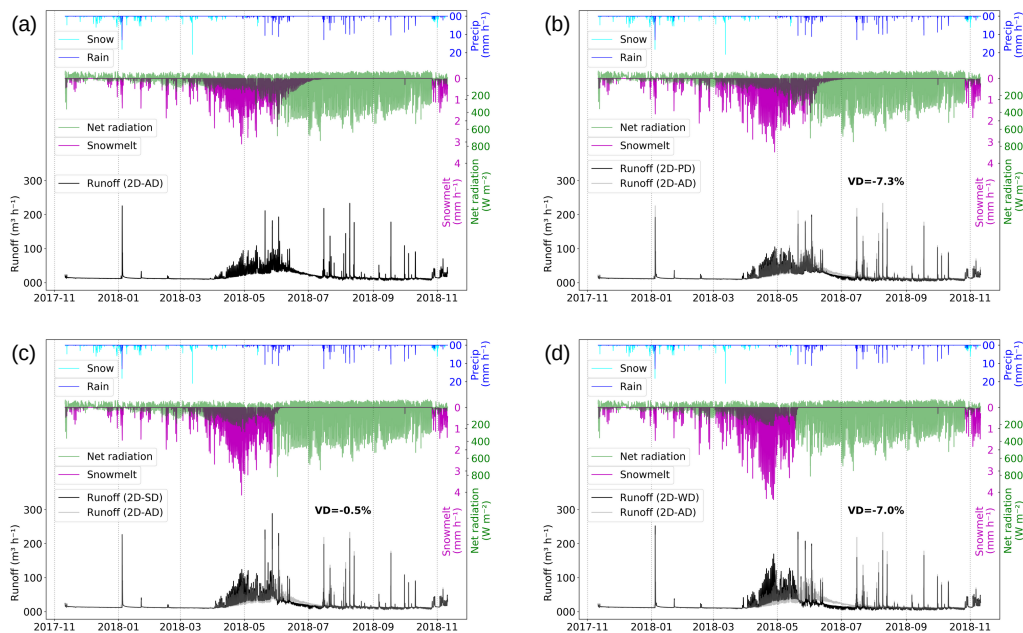 (a)
00
10
20
Precip
(mm h⁻¹)
Snow
Rain
0
1
2
3
4
200
400
600
800
Net radiation
Snowmelt
Snowmelt
(mm h⁻¹)
Net radiation
(W m⁻²)
Runoff (2D-AD)
Runoff (m³ h⁻¹)
300
200
100
000
2017-11 2018-01 2018-03 2018-05 2018-07 2018-09 2018-11
(b)
00
10
20
Precip
(mm h⁻¹)
Snow
Rain
0
1
2
3
4
200
400
600
800
Net radiation
Snowmelt
Snowmelt
(mm h⁻¹)
Net radiation
(W m⁻²)
Runoff (2D-PD)
Runoff (2D-AD)
VD=-7.3%
Runoff (m³ h⁻¹)
300
200
100
000
2017-11 2018-01 2018-03 2018-05 2018-07 2018-09 2018-11
(c)
00
10
20
Precip
(mm h⁻¹)
Snow
Rain
0
1
2
3
4
200
400
600
800
Net radiation
Snowmelt
Snowmelt
(mm h⁻¹)
Net radiation
(W m⁻²)
Runoff (2D-SD)
Runoff (2D-AD)
VD=-0.5%
Runoff (m³ h⁻¹)
300
200
100
000
2017-11 2018-01 2018-03 2018-05 2018-07 2018-09 2018-11
(d)
00
10
20
Precip
(mm h⁻¹)
Snow
Rain
0
1
2
3
4
200
400
600
800
Net radiation
Snowmelt
Snowmelt
(mm h⁻¹)
Net radiation
(W m⁻²)
Runoff (2D-WD)
Runoff (2D-AD)
VD=-7.0%
Runoff (m³ h⁻¹)
300
200
100
000
2017-11 2018-01 2018-03 2018-05 2018-07 2018-09 2018-11